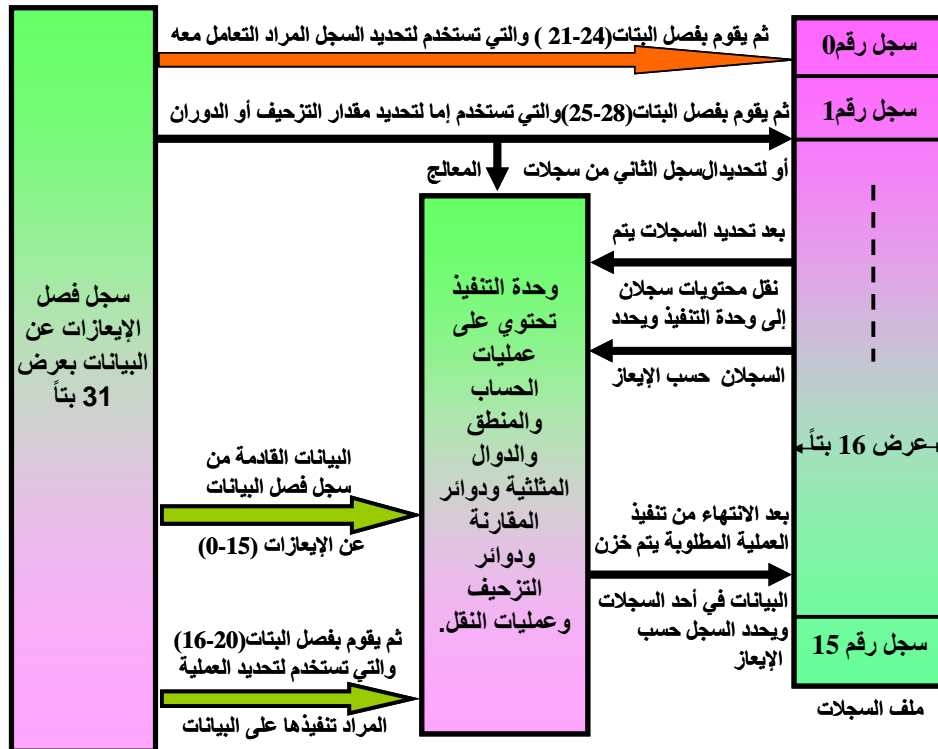 ثم يقوم بفصل البتات(24-21 ) والتي تستخدم لتحديد السجل المراد التعامل معه
سجل رقم0
ثم يقوم بفصل البتات(28-25)والتي تستخدم إما لتحديد مقدار التزحيف أو الدوران
سجل رقم1
أو لتحديدالسجل الثاني من سجلات
المعالج
بعد تحديد السجلات يتم
نقل محتويات سجلان
إلى وحدة التنفيذ ويحدد
السجلان حسب الإيعاز
سجل فصل
الإيعازات عن
البيانات بعرض
31 بتاً
وحدة التنفيذ
تحتوي على
عمليات
الحساب
والمنطق
والدوال
المثلثية ودوائر
المقارنة
ودوائر
التزحيف
وعمليات النقل.
عرض 16 بتاً
البيانات القادمة من
سجل فصل البيانات
عن الإيعازات (15-0)
بعد الانتهاء من تنفيذ
العملية المطلوبة يتم خزن
البيانات في أحد السجلات
ويحدد السجل حسب
الإيعاز
ثم يقوم بفصل البتات(20-16)
والتي تستخدم لتحديد العملية
المراد تنفيذها على البيانات
سجل رقم 15
ملف السجلات